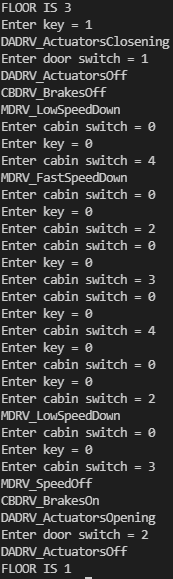 FLOOR IS 3
Enter key = 1
DADRV_ActuatorsClosening
Enter door switch = 1
DADRV_ActuatorsOff
CBDRV_BrakesOff
MDRV_LowSpeedDown
Enter cabin switch = 0
Enter key = 0
Enter cabin switch = 4
MDRV_FastSpeedDown
Enter cabin switch = 0
Enter key = 0
Enter cabin switch = 2
Enter cabin switch = 0
Enter key = 0
Enter cabin switch = 3
Enter cabin switch = 0
Enter key = 0
Enter cabin switch = 4
Enter key = 0
Enter cabin switch = 0
Enter key = 0
Enter cabin switch = 2
MDRV_LowSpeedDown
Enter cabin switch = 0
Enter key = 0
Enter cabin switch = 3
MDRV_SpeedOff
CBDRV_BrakesOn
DADRV_ActuatorsOpening
Enter door switch = 2
DADRV_ActuatorsOff
FLOOR IS 1